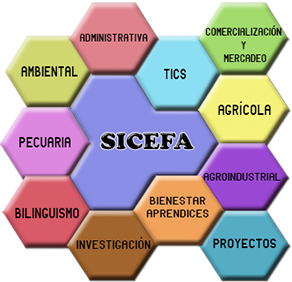 COMERCIALIZACIÓN
Y
MERCADEO
ADMINISTRATIVA
AMBIENTAL
TICS
AGRÍCOLA
PECUARIA
SICEFA
AGROINDUSTRIAL
BILINGUISMO
BIENESTAR
APRENDICES
INVESTIGACIÓN
PROYECTOS